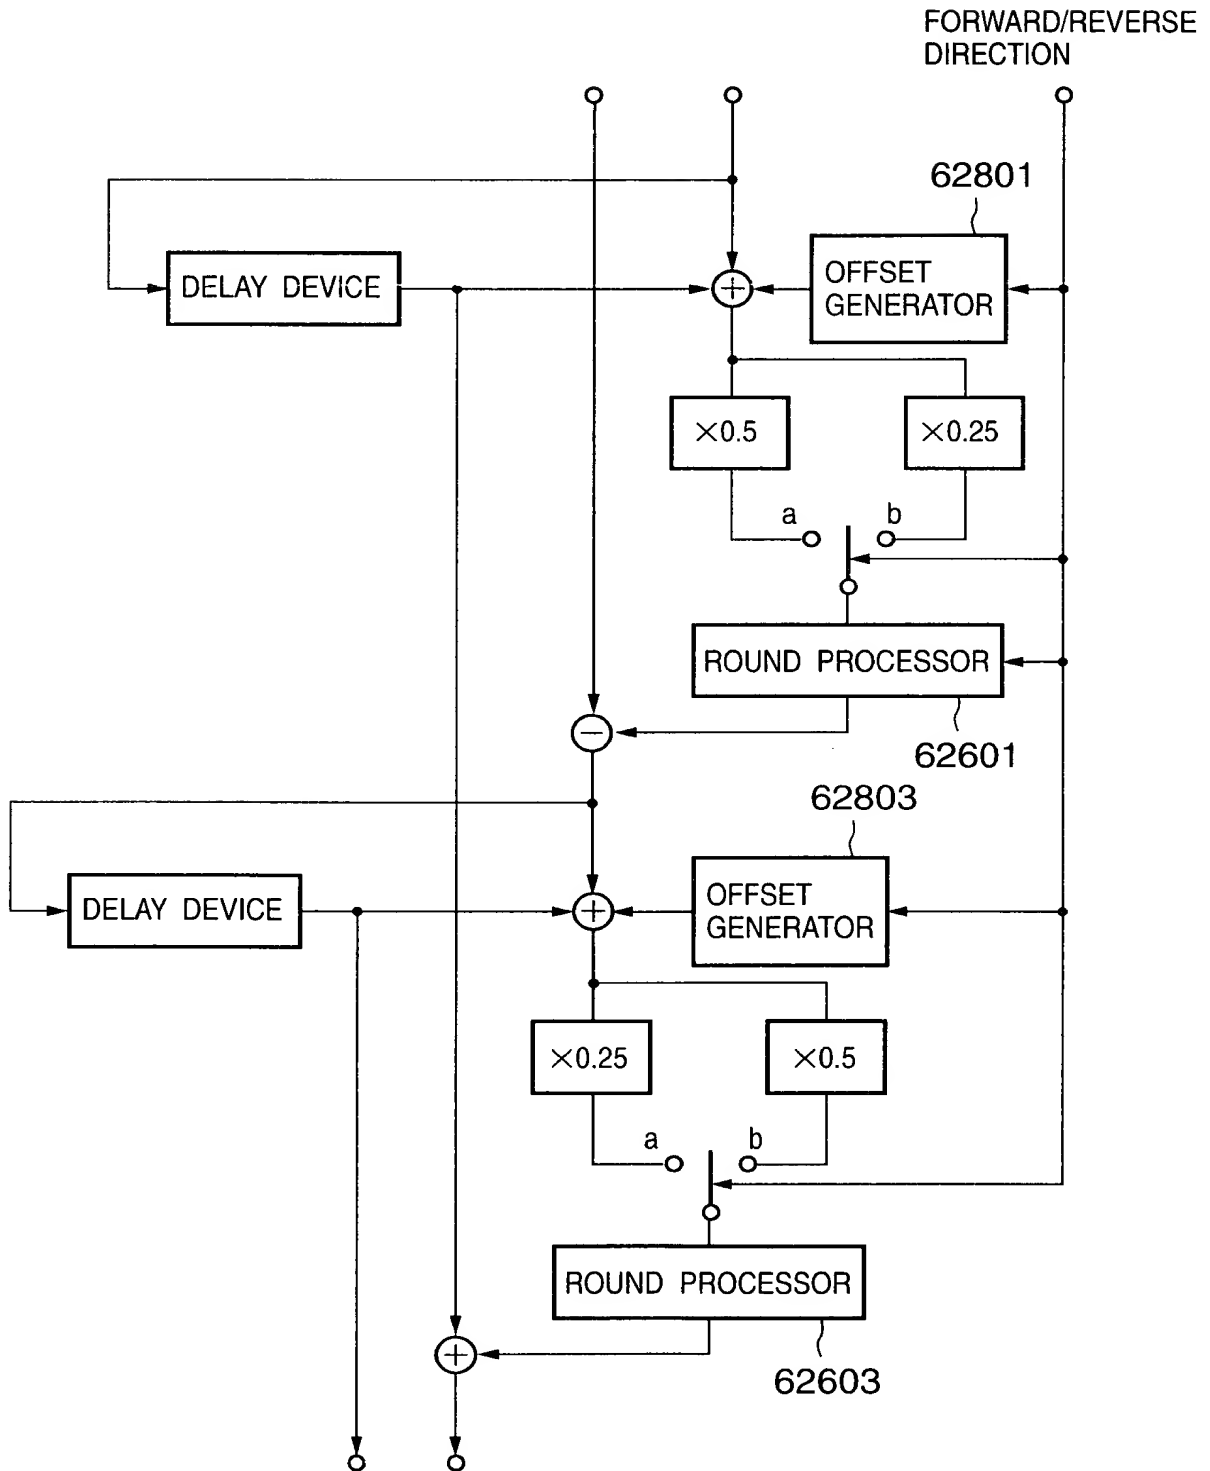 FORWARD/REVERSE
DIRECTION
62801
DELAY DEVICE
+
OFFSET
GENERATOR
×0.5
×0.25
a
b
ROUND PROCESSOR
−
62601
62803
DELAY DEVICE
+
OFFSET
GENERATOR
×0.25
×0.5
a
b
ROUND PROCESSOR
+
62603